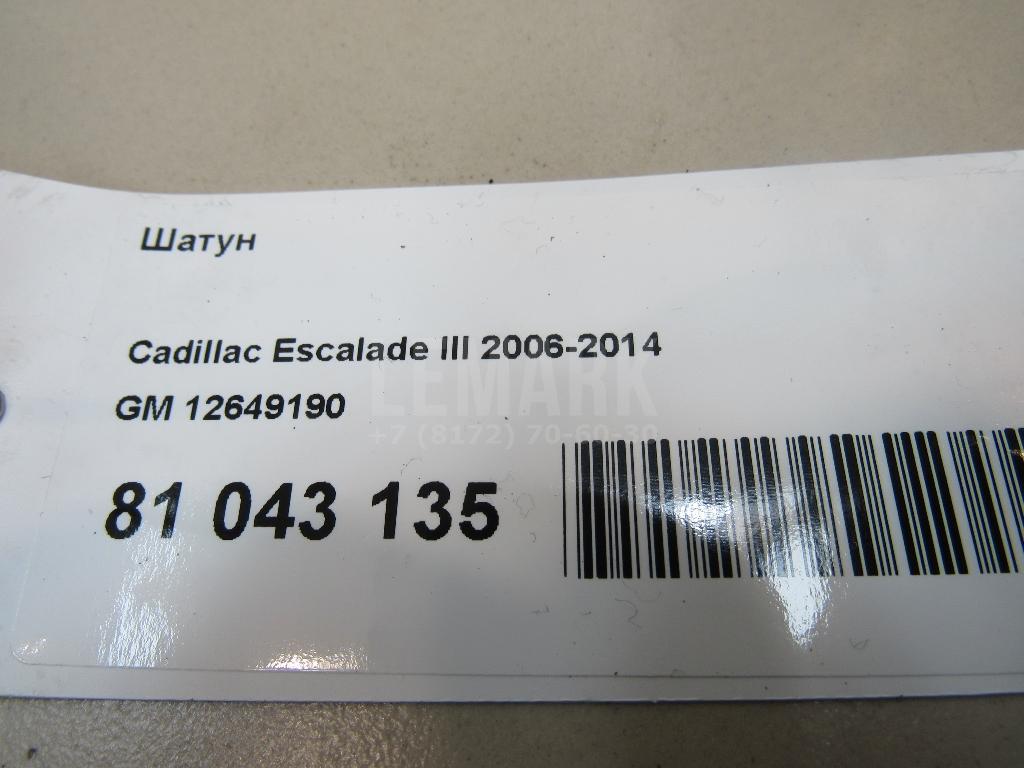 Шатун
Cadillac Escalade III 2006-2014
LEMARK
GM 12649190
+7 (8172) 70-60-30
81 043 135